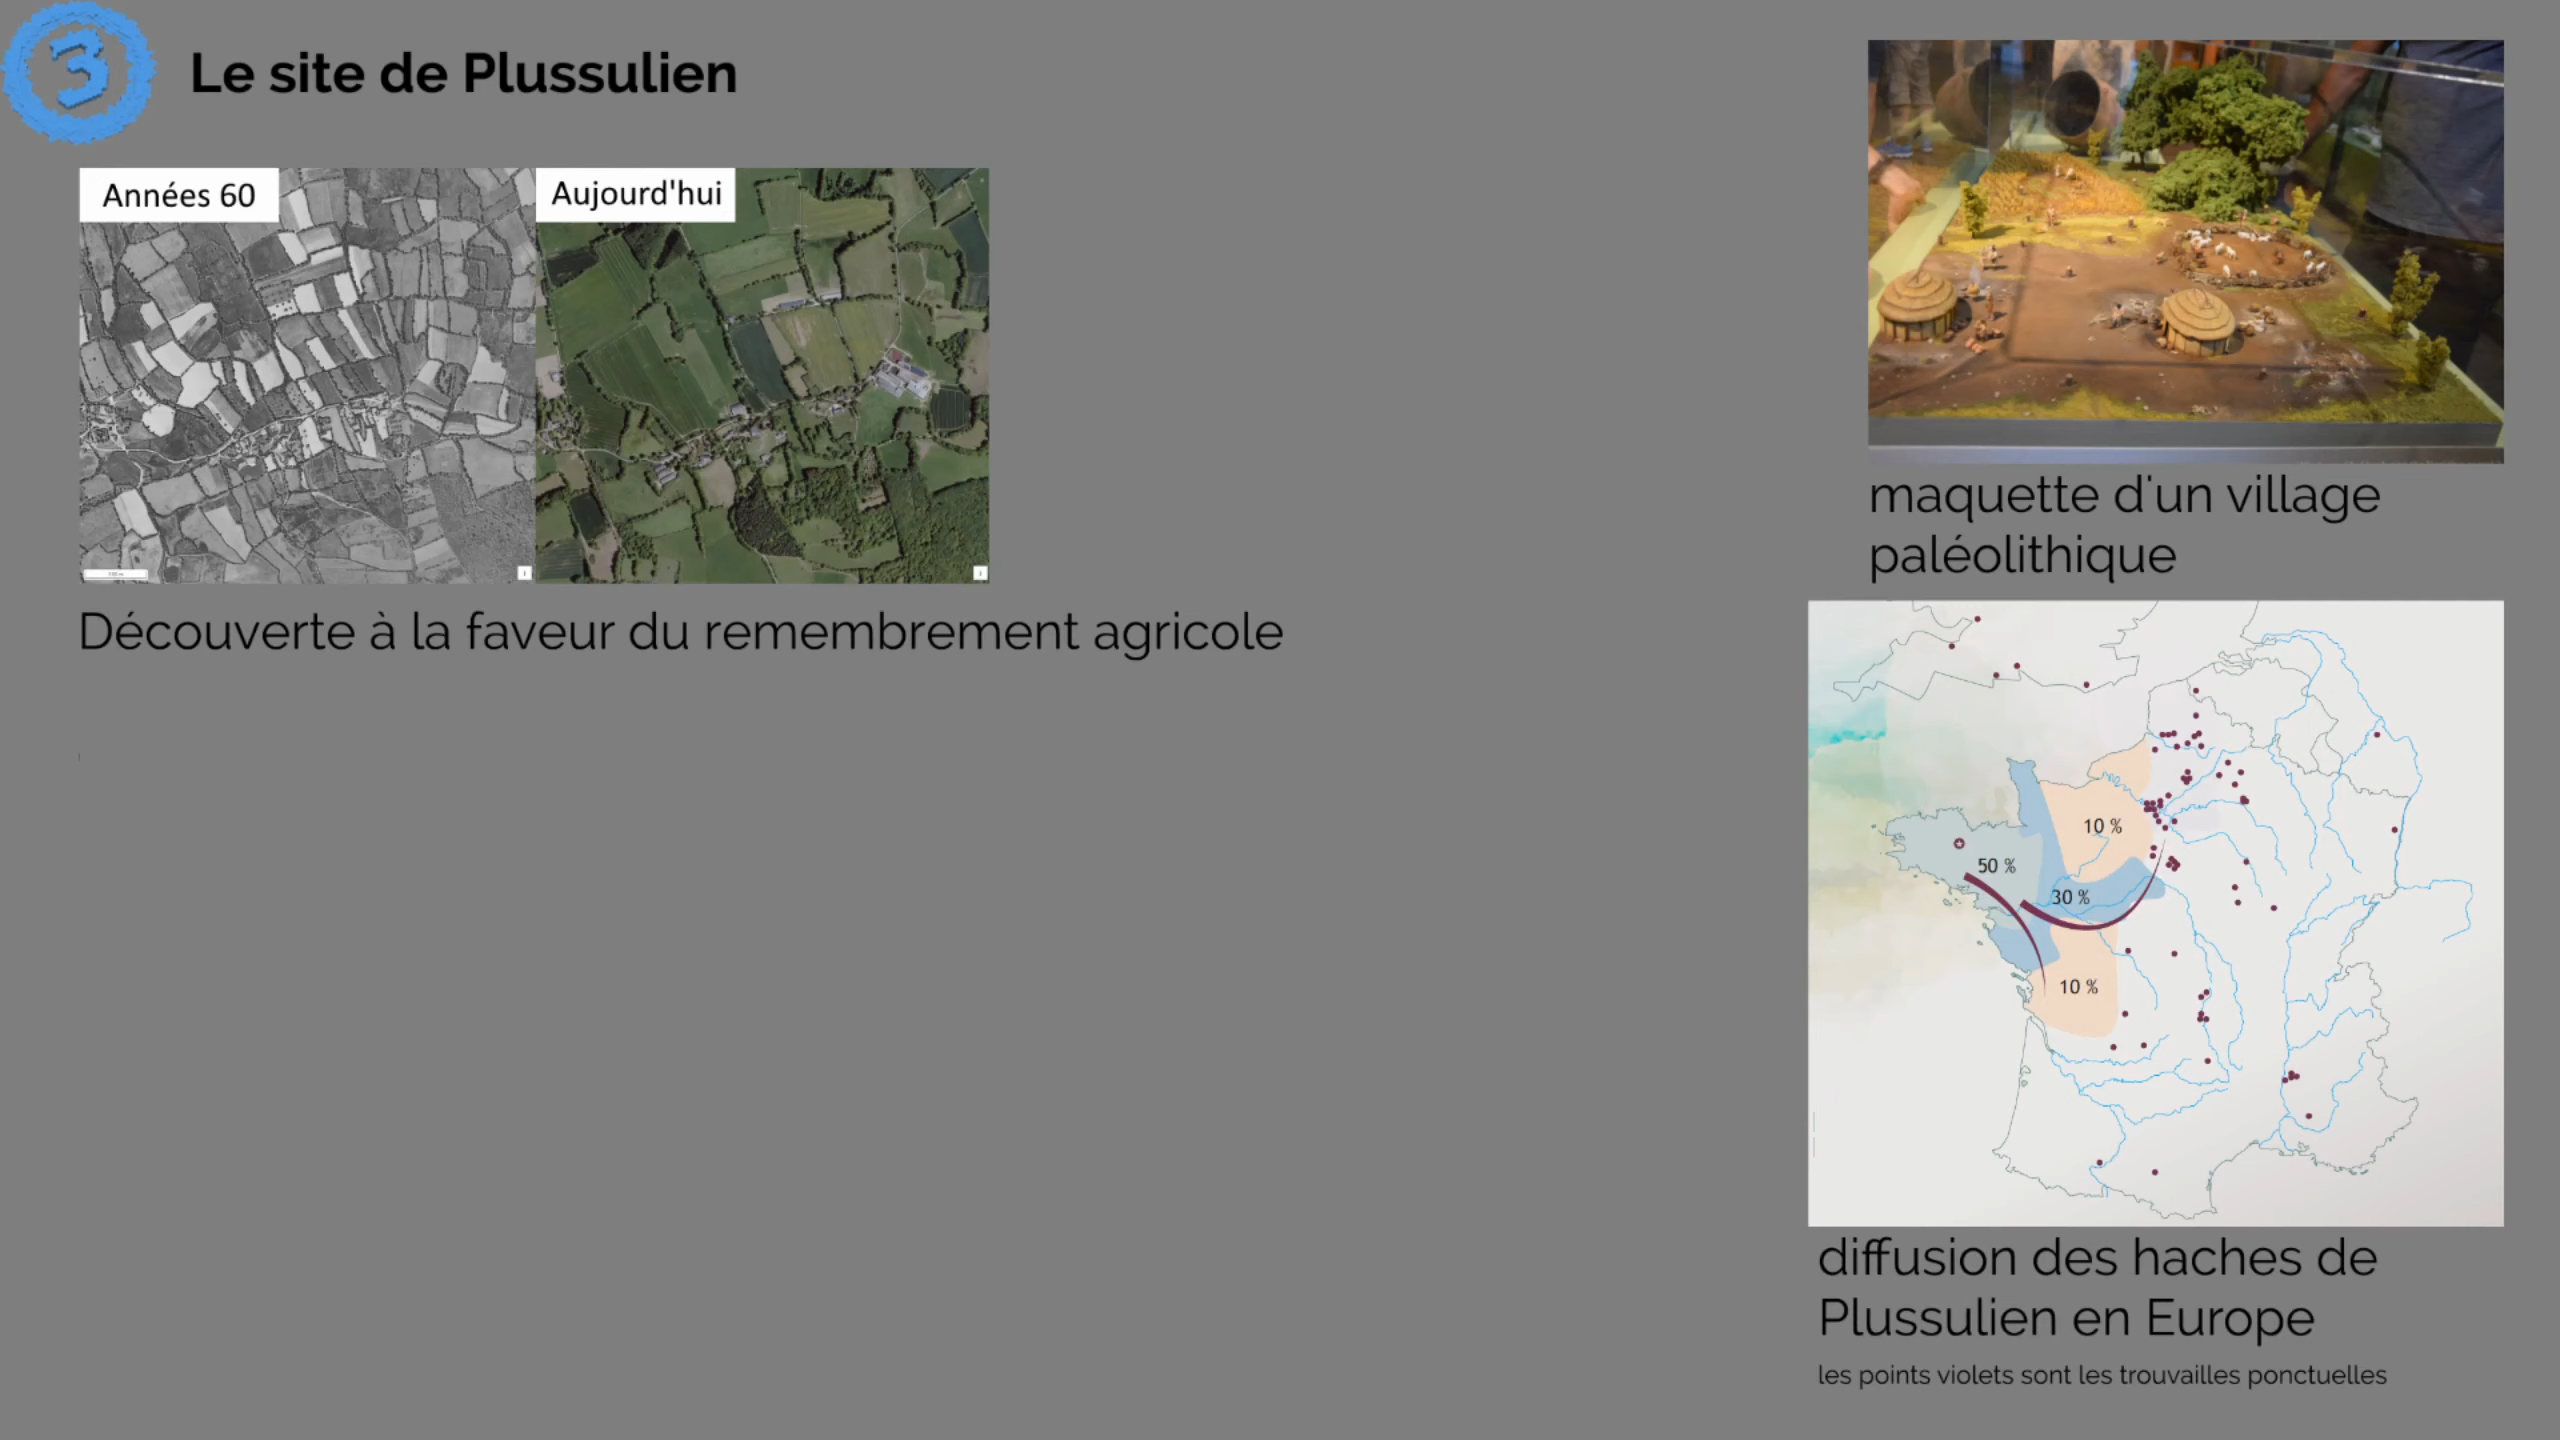 3
Le site de Plussulien
Années 60
Aujourd'hui
Découverte à la faveur du remembrement agricole
maquette d'un village
paléolithique
10 %
50 %
30 %
10 %
diffusion des haches de
Plussulien en Europe
les points violets sont les trouvailles ponctuelles